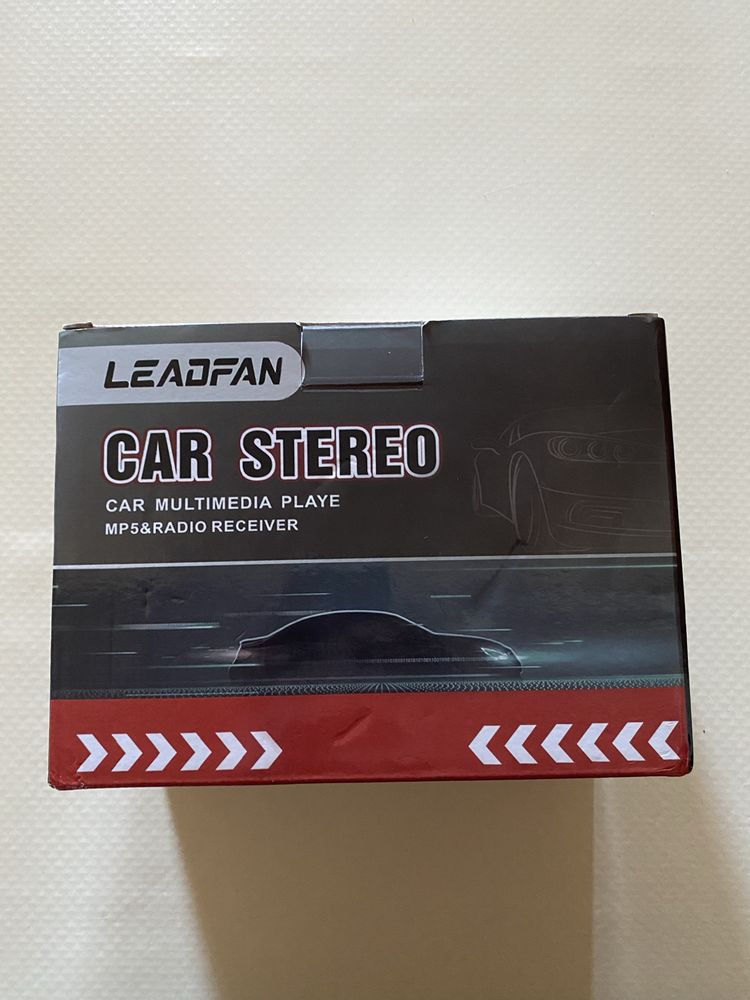 LEADFAN
CAR STEREO
CAR MULTIMEDIA PLAYE
MP5&RADIO RECEIVER